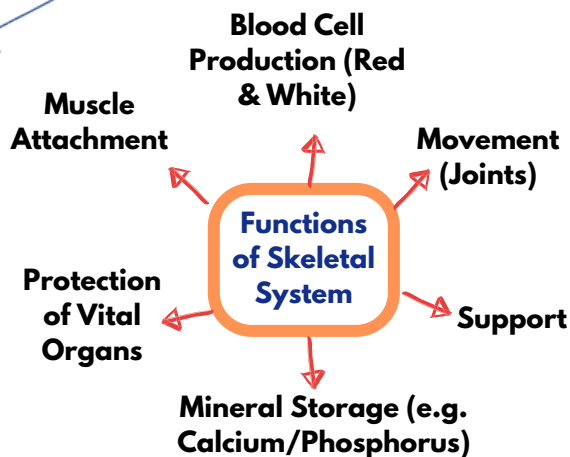 Blood Cell
Production (Red
& White)
Muscle
Attachment
Movement
(Joints)
Functions
of Skeletal
System
Protection
of Vital
Organs
Support
Mineral Storage (e.g.
Calcium/Phosphorus)